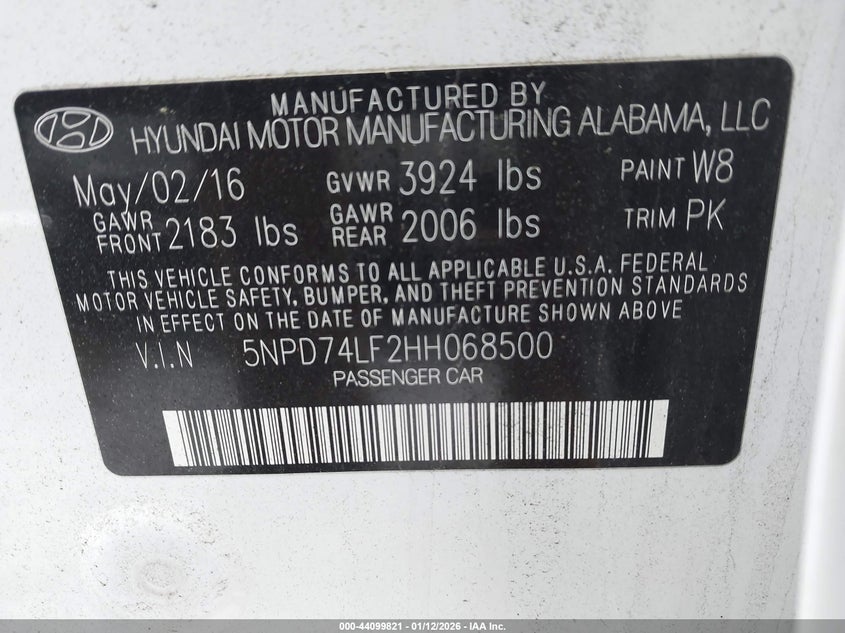 MANUFACTURED BY
HYUNDAI MOTOR MANUFACTURING ALABAMA, LLC
May/02/16 GVWR 3924 lbs PAINT W8
GAWR FRONT 2183 lbs GAWR REAR 2006 lbs TRIM PK
THIS VEHICLE CONFORMS TO ALL APPLICABLE U.S.A. FEDERAL
MOTOR VEHICLE SAFETY, BUMPER, AND THEFT PREVENTION STANDARDS
IN EFFECT ON THE DATE OF MANUFACTURE SHOWN ABOVE
V.I.N 5NPD74LF2HH068500
PASSENGER CAR
000-44099821 - 01/12/2026 - IAA Inc.